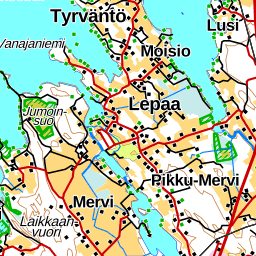 Tyrväntö
Lusi
Vanajaniemi
Moisio
Lepaa
Jumoin-
suo
Pikku-Mervi
Mervi
Laikkaan-
vuori